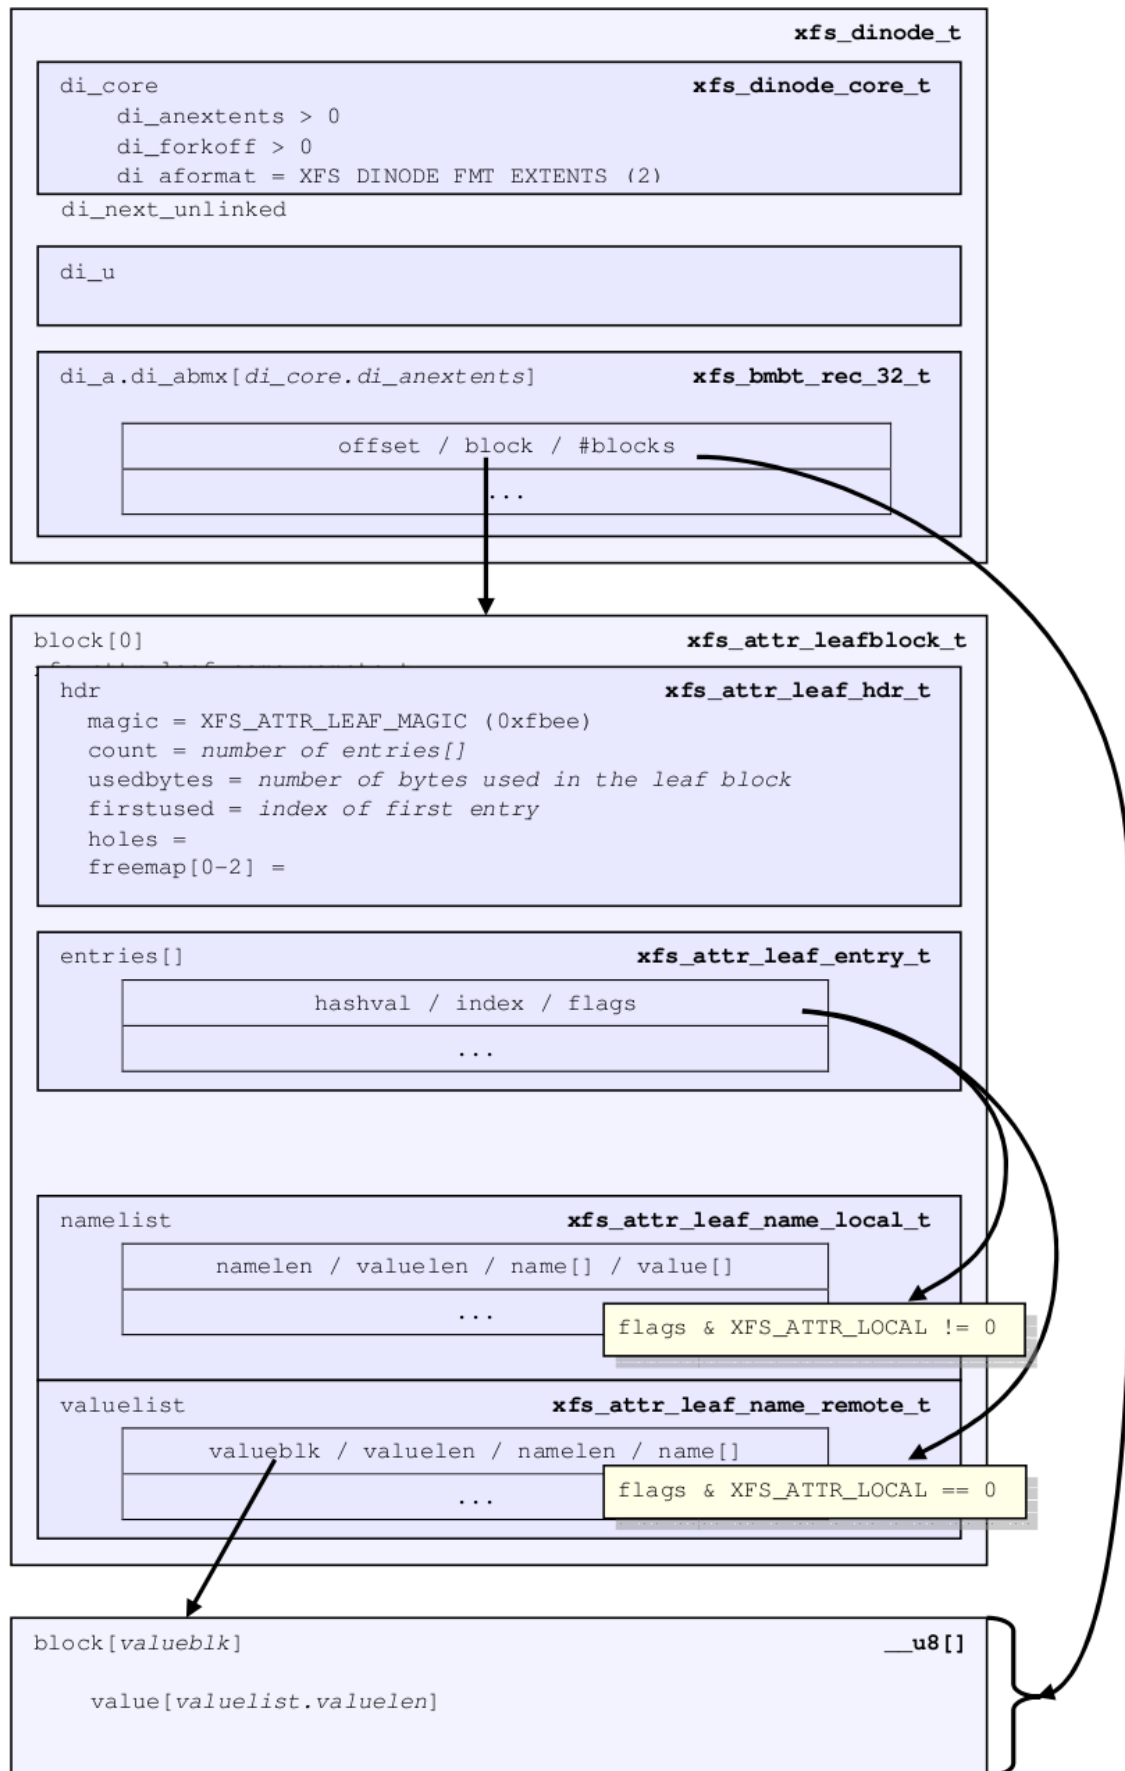 xfs_dinode_t
di_core xfs_dinode_core_t
di_anextents > 0
di_forkoff > 0
di_aformat = XFS_DINODE_FMT_EXTENTS (2)
di_next_unlinked
di_u
di_a.di_abmx[di_core.di_anextents] xfs_bmbt_rec_32_t
offset / block / #blocks
...
block[0] xfs_attr_leafblock_t
hdr xfs_attr_leaf_hdr_t
magic = XFS_ATTR_LEAF_MAGIC (0xfbee)
count = number of entries[]
usedbytes = number of bytes used in the leaf block
firstused = index of first entry
holes =
freemap[0-2] =
entries[] xfs_attr_leaf_entry_t
hashval / index / flags
...
namelist xfs_attr_leaf_name_local_t
namelen / valuelen / name[] / value[]
...
flags & XFS_ATTR_LOCAL != 0
valuelist xfs_attr_leaf_name_remote_t
valueblk / valuelen / namelen / name[]
...
flags & XFS_ATTR_LOCAL == 0
block[valueblk] __u8[]
value[valuelist.valuelen]